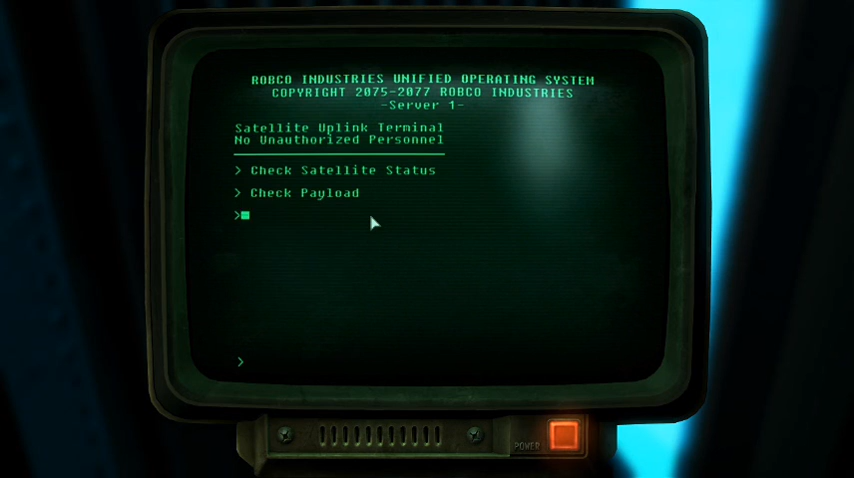 ROBCO INDUSTRIES UNIFIED OPERATING SYSTEM
COPYRIGHT 2075-2077 ROBCO INDUSTRIES
-Server 1-
Satellite Uplink Terminal
No Unauthorized Personnel
> Check Satellite Status
> Check Payload
>
>
POWER